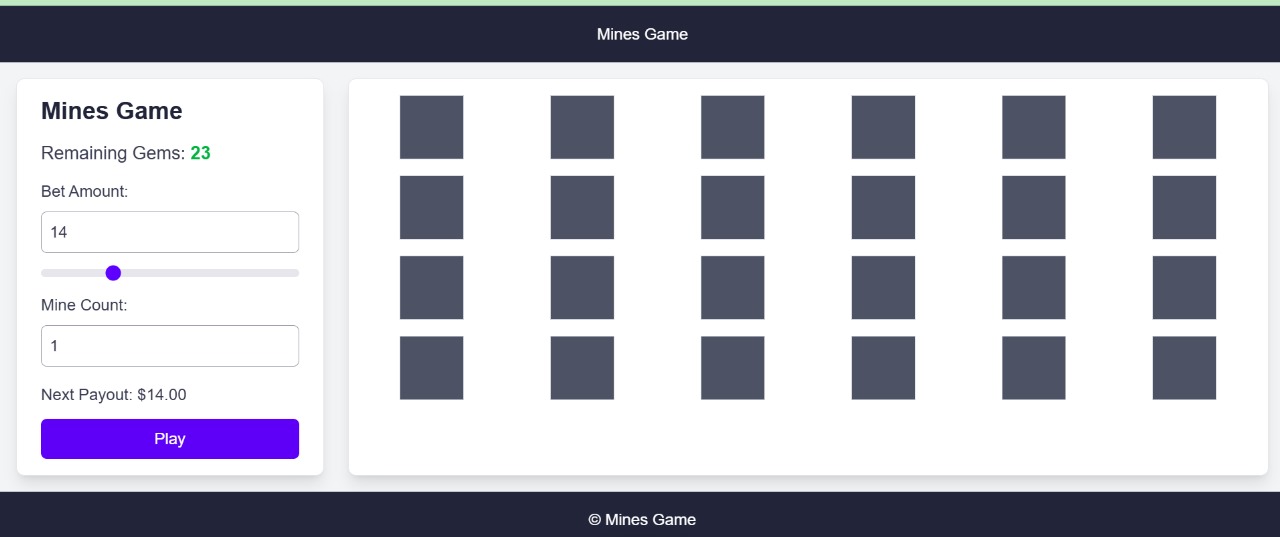 Mines Game
Mines Game
Remaining Gems: 23
Bet Amount:
14
Mine Count:
1
Next Payout: $14.00
Play
© Mines Game